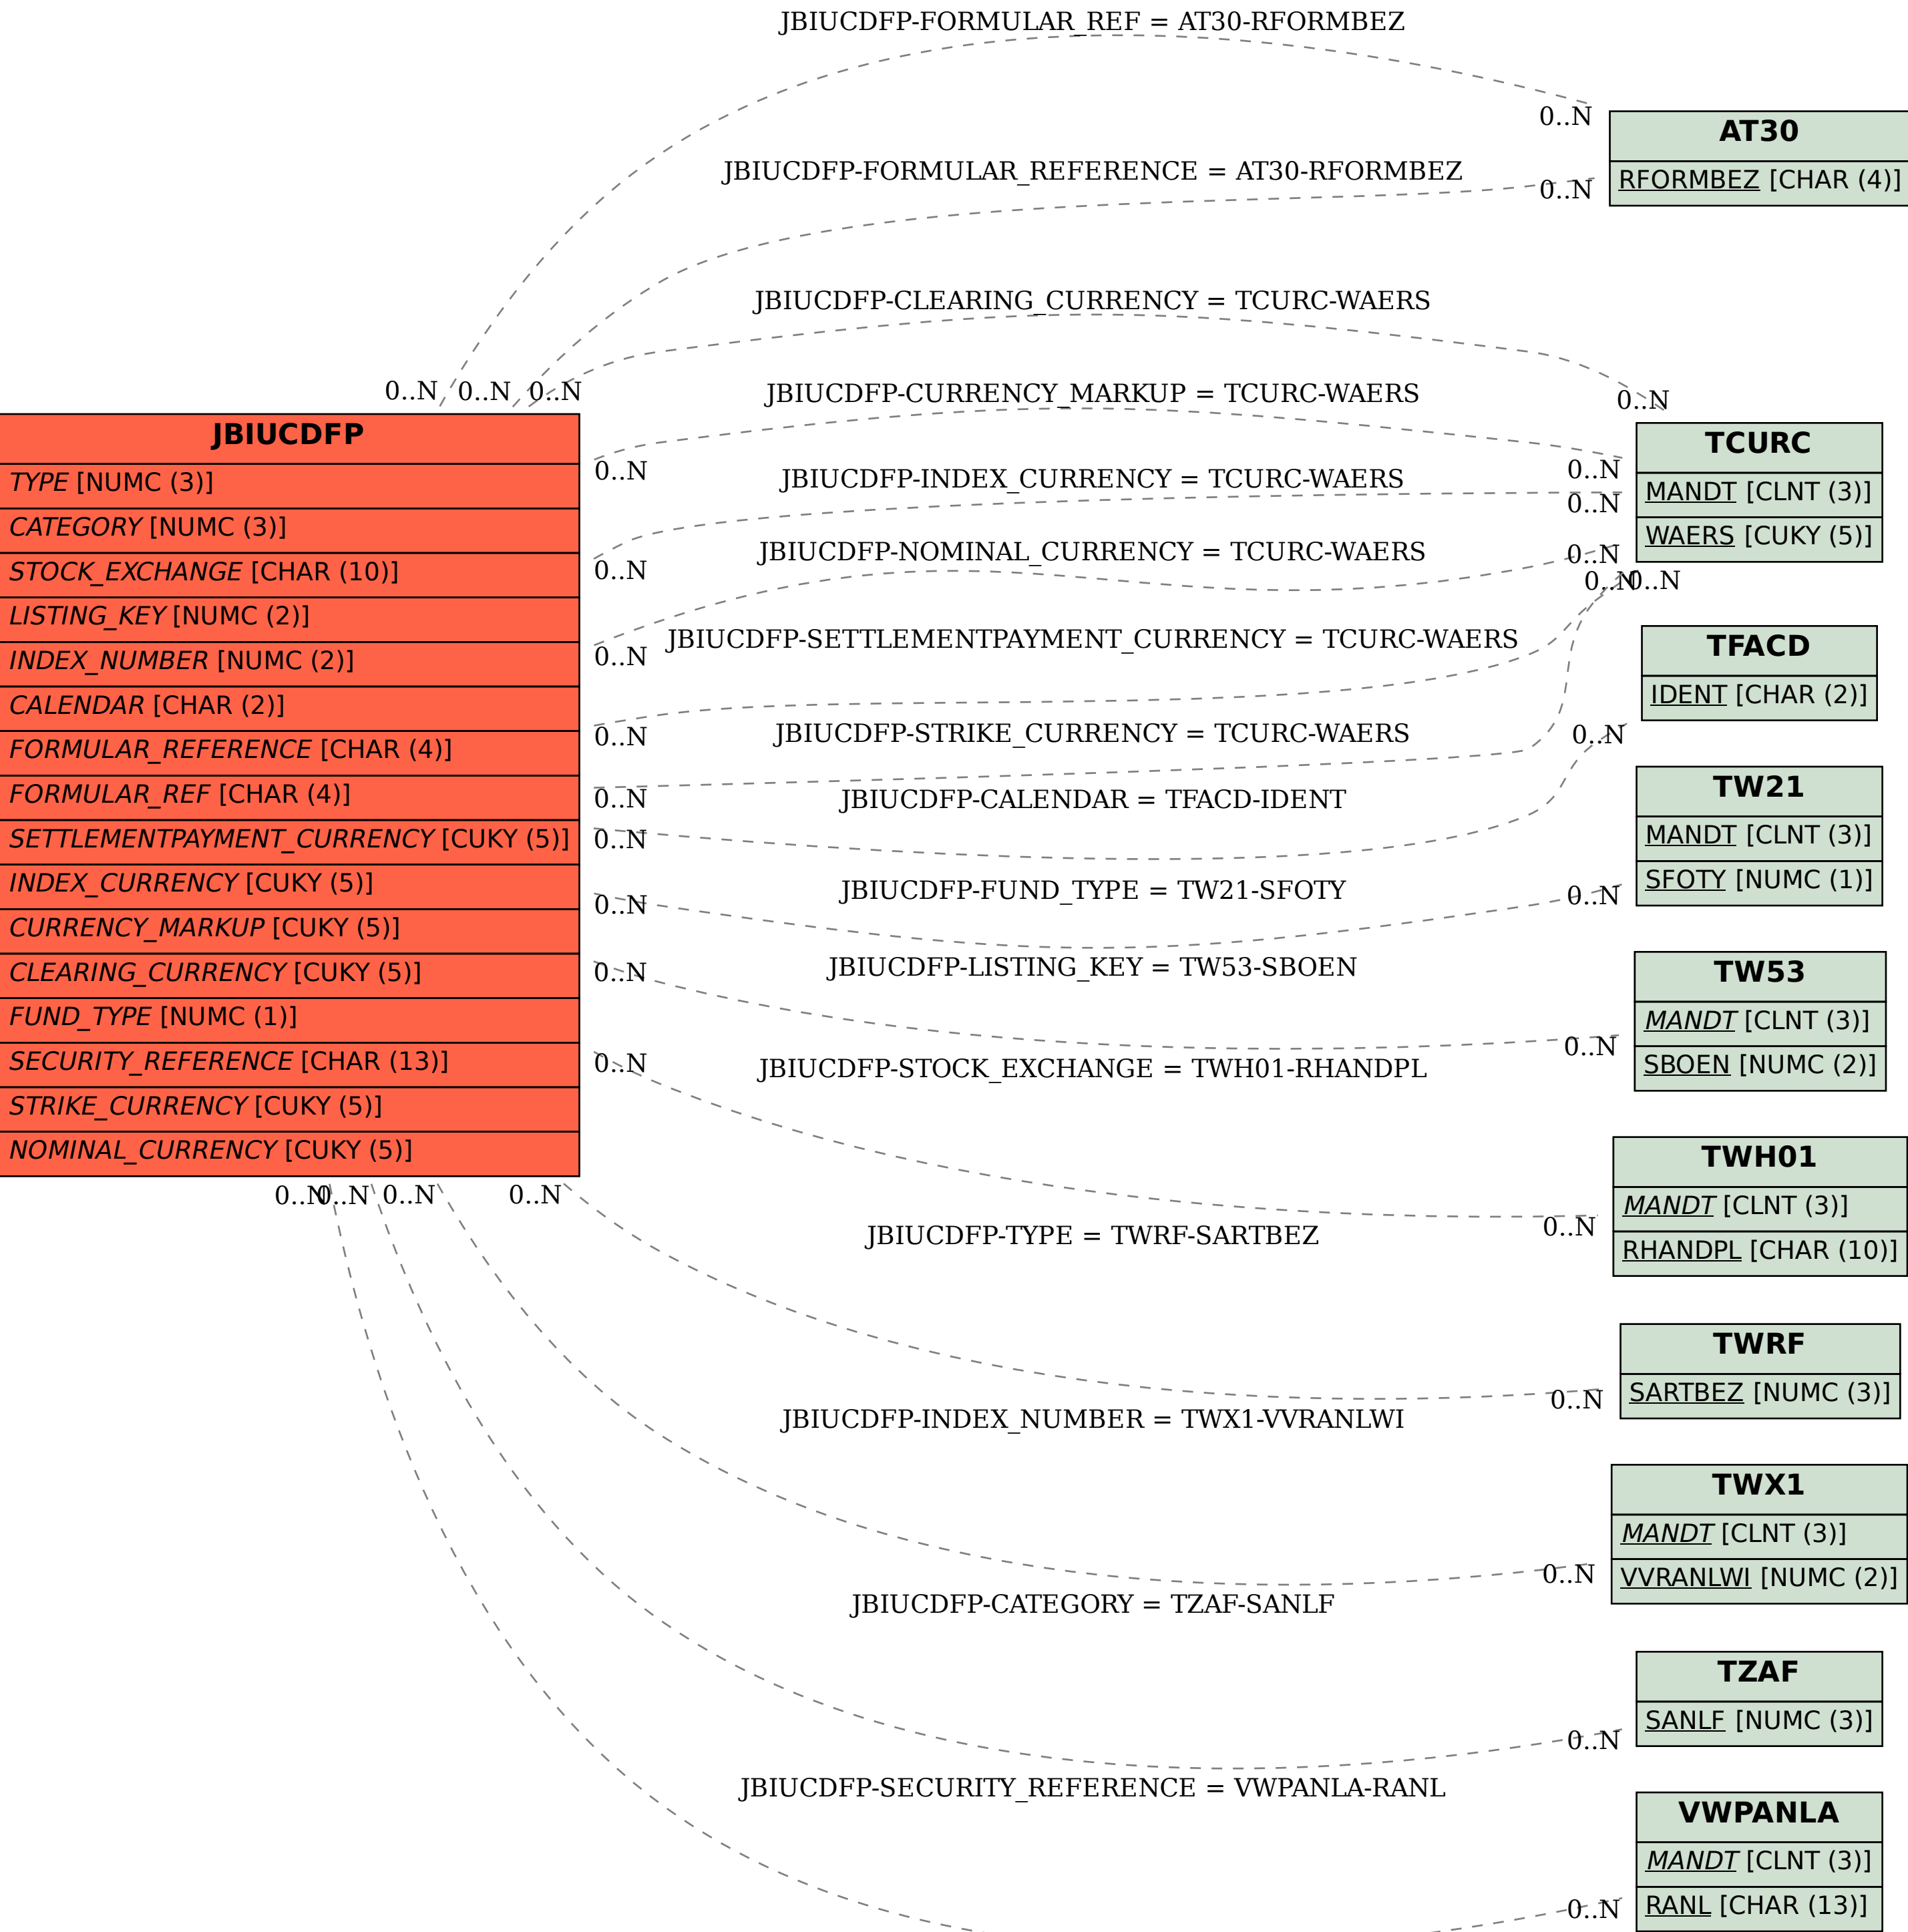 JBIUCDFP-FORMULAR_REF = AT30-RFORMBEZ
0..N
AT30
RFORMBEZ [CHAR (4)]
JBIUCDFP-FORMULAR_REFERENCE = AT30-RFORMBEZ
0..N
JBIUCDFP-CLEARING_CURRENCY = TCURC-WAERS
0..N 0..N 0..N
0..N
JBIUCDFP
TYPE [NUMC (3)]
CATEGORY [NUMC (3)]
STOCK_EXCHANGE [CHAR (10)]
LISTING_KEY [NUMC (2)]
INDEX_NUMBER [NUMC (2)]
CALENDAR [CHAR (2)]
FORMULAR_REFERENCE [CHAR (4)]
FORMULAR_REF [CHAR (4)]
SETTLEMENTPAYMENT_CURRENCY [CUKY (5)]
INDEX_CURRENCY [CUKY (5)]
CURRENCY_MARKUP [CUKY (5)]
CLEARING_CURRENCY [CUKY (5)]
FUND_TYPE [NUMC (1)]
SECURITY_REFERENCE [CHAR (13)]
STRIKE_CURRENCY [CUKY (5)]
NOMINAL_CURRENCY [CUKY (5)]
0..N 0..N 0..N 0..N
JBIUCDFP-CURRENCY_MARKUP = TCURC-WAERS
0..N
0..N
JBIUCDFP-INDEX_CURRENCY = TCURC-WAERS
0..N
0..N
JBIUCDFP-NOMINAL_CURRENCY = TCURC-WAERS
0..N
0..N
TCURC
MANDT [CLNT (3)]
WAERS [CUKY (5)]
0..N 0..N
JBIUCDFP-SETTLEMENTPAYMENT_CURRENCY = TCURC-WAERS
0..N
JBIUCDFP-STRIKE_CURRENCY = TCURC-WAERS
0..N
TFACD
IDENT [CHAR (2)]
0..N
JBIUCDFP-CALENDAR = TFACD-IDENT
0..N
TW21
MANDT [CLNT (3)]
SFOTY [NUMC (1)]
JBIUCDFP-FUND_TYPE = TW21-SFOTY
0..N
0..N
JBIUCDFP-LISTING_KEY = TW53-SBOEN
0..N
0..N
TW53
MANDT [CLNT (3)]
SBOEN [NUMC (2)]
JBIUCDFP-STOCK_EXCHANGE = TWH01-RHANDPL
0..N
0..N
TWH01
MANDT [CLNT (3)]
RHANDPL [CHAR (10)]
JBIUCDFP-TYPE = TWRF-SARTBEZ
0..N
TWRF
SARTBEZ [NUMC (3)]
JBIUCDFP-INDEX_NUMBER = TWX1-VVRANLWI
0..N
TWX1
MANDT [CLNT (3)]
VVRANLWI [NUMC (2)]
JBIUCDFP-CATEGORY = TZAF-SANLF
0..N
TZAF
SANLF [NUMC (3)]
JBIUCDFP-SECURITY_REFERENCE = VWPANLA-RANL
0..N
VWPANLA
MANDT [CLNT (3)]
RANL [CHAR (13)]